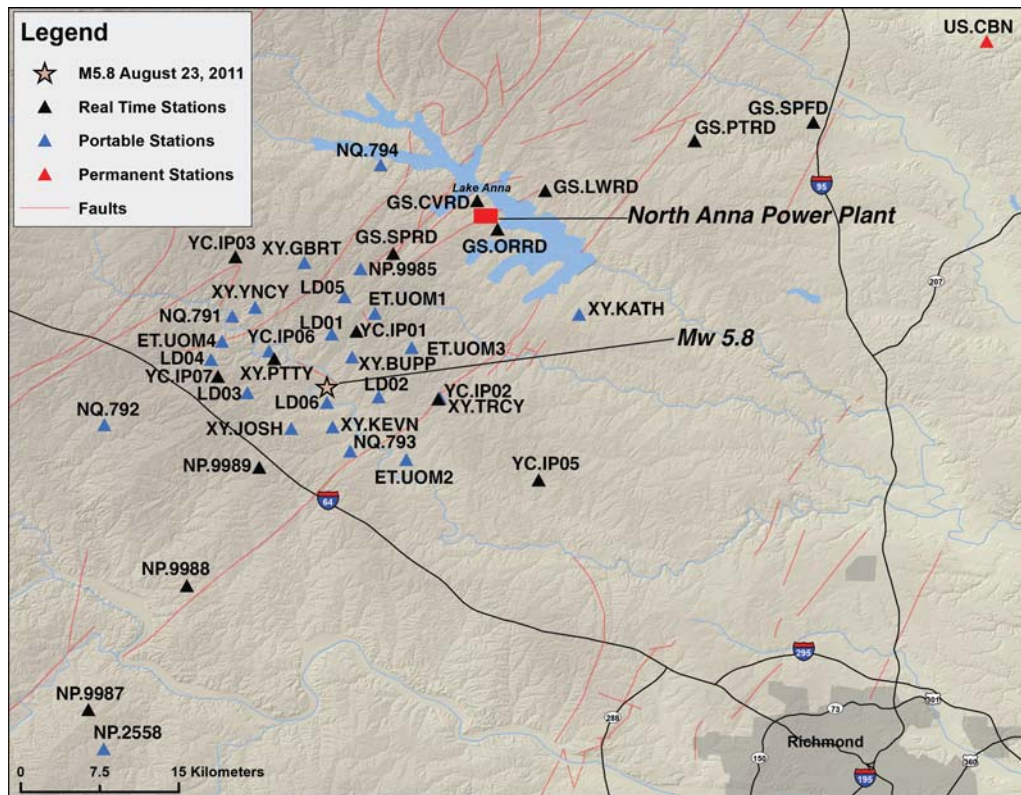 Legend
M5.8 August 23, 2011
Real Time Stations
Portable Stations
Permanent Stations
Faults
US.CBN
GS.SPFD
GS.PTRD
95
NQ.794
Lake Anna
GS.LWRD
GS.CVRD
North Anna Power Plant
GS.ORRD
YC.IP03
XY.GBRT
GS.SPRD
NP.9985
207
XY.YNCY
LD05
ET.UOM1
NQ.791
XY.KATH
ET.UOM4
YC.IP06
LD01
YC.IP01
Mw 5.8
LD04
ET.UOM3
XY.BUPP
YC.IP07
XY.PTTY
LD03
LD02
YC.IP02
XY.TRCY
NQ.792
LD06
XY.JOSH
XY.KEVN
NQ.793
NP.9989
ET.UOM2
YC.IP05
64
NP.9988
295
NP.9987
301
73
288
NP.2558
Richmond
150
360
195
0 7.5 15 Kilometers